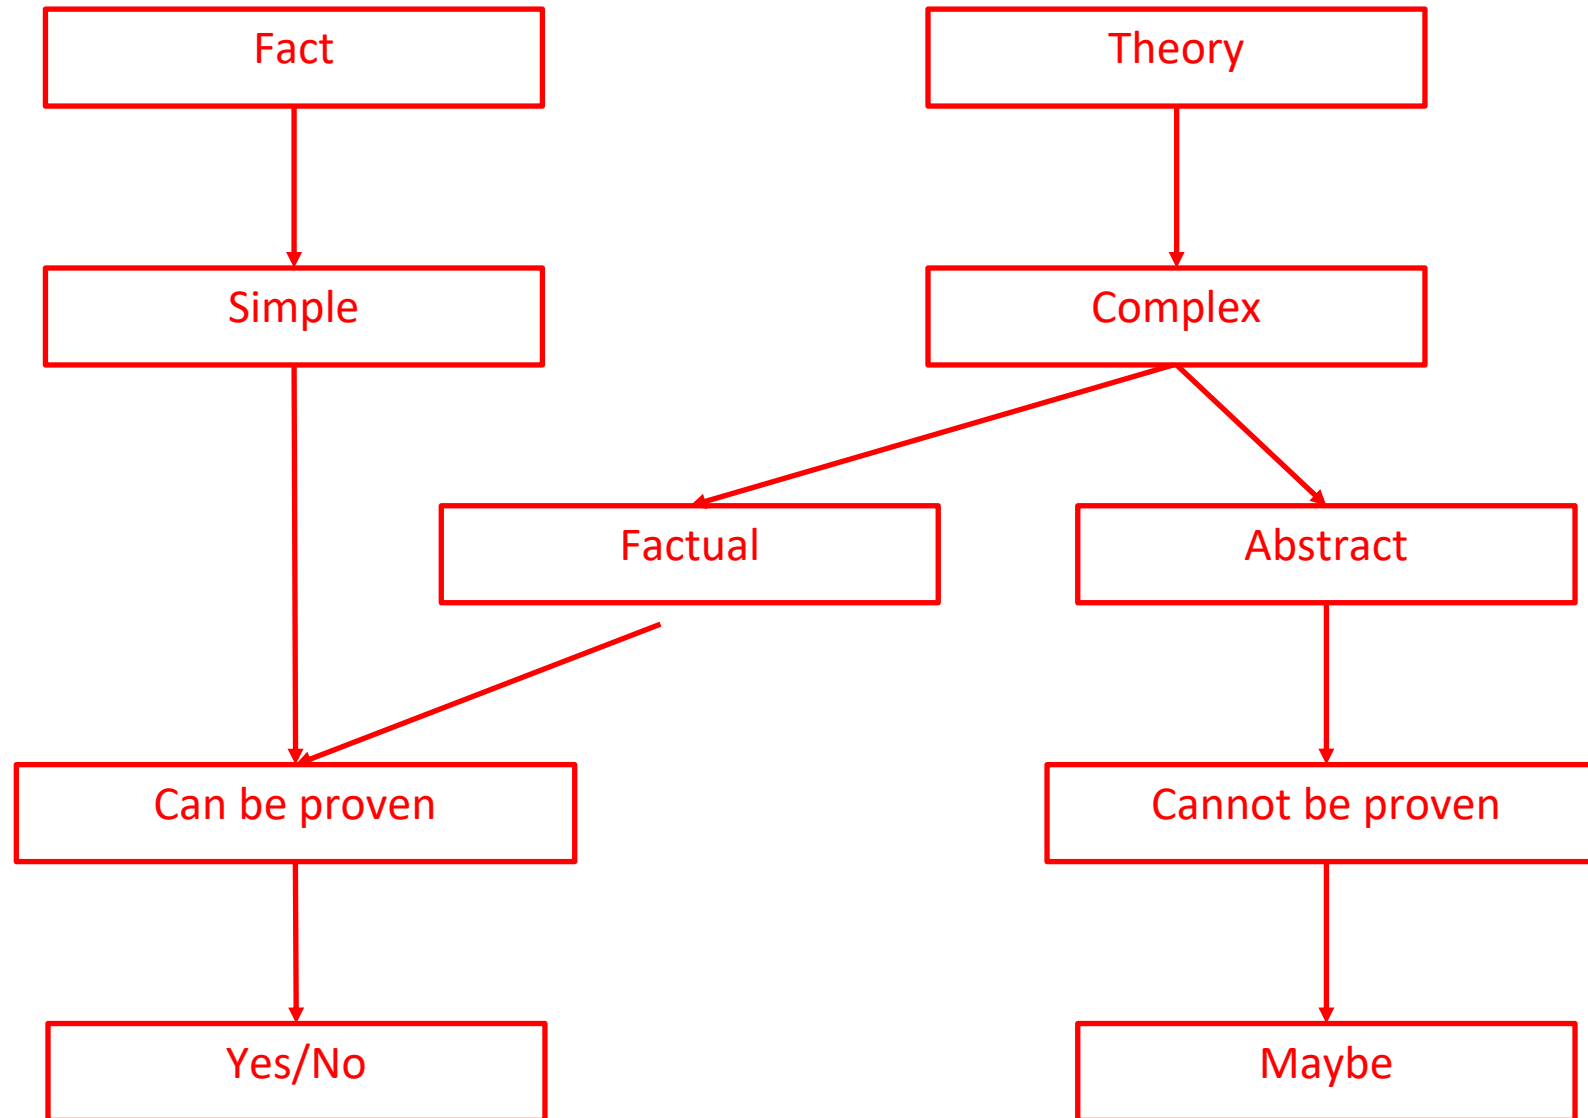 Fact
Theory
Simple
Complex
Factual
Abstract
Can be proven
Cannot be proven
Yes/No
Maybe